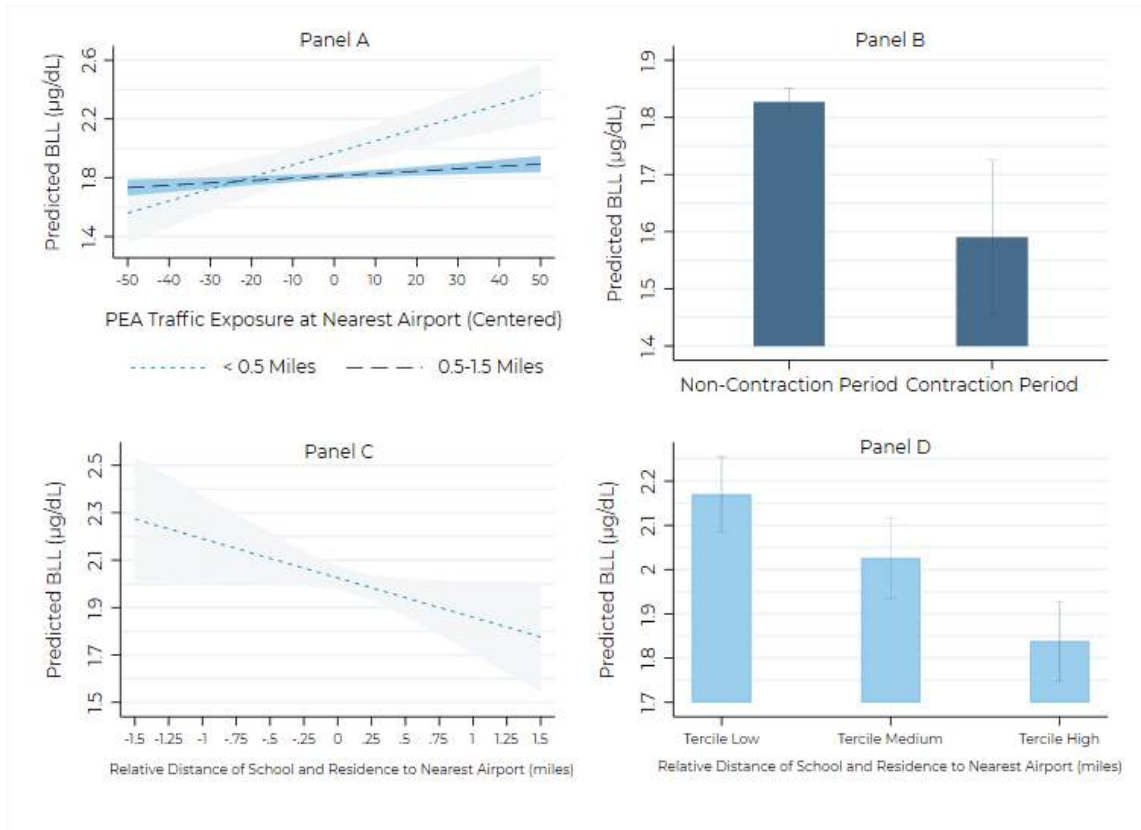 Panel A
Predicted BLL (µg/dL)
2.6
2.2
1.8
1.4
-50 -40 -30 -20 -10 0 10 20 30 40 50
PEA Traffic Exposure at Nearest Airport (Centered)
< 0.5 Miles
0.5-1.5 Miles
Panel B
Predicted BLL (µg/dL)
1.9
1.8
1.7
1.6
1.5
1.4
Non-Contraction Period Contraction Period
Panel C
Predicted BLL (µg/dL)
2.5
2.3
2.1
1.9
1.7
1.5
-1.5 -1.25 -1 -.75 -.5 -.25 0 .25 .5 .75 1 1.25 1.5
Relative Distance of School and Residence to Nearest Airport (miles)
Panel D
Predicted BLL (µg/dL)
2.2
2.1
2
1.9
1.8
1.7
Tercile Low Tercile Medium Tercile High
Relative Distance of School and Residence to Nearest Airport (miles)